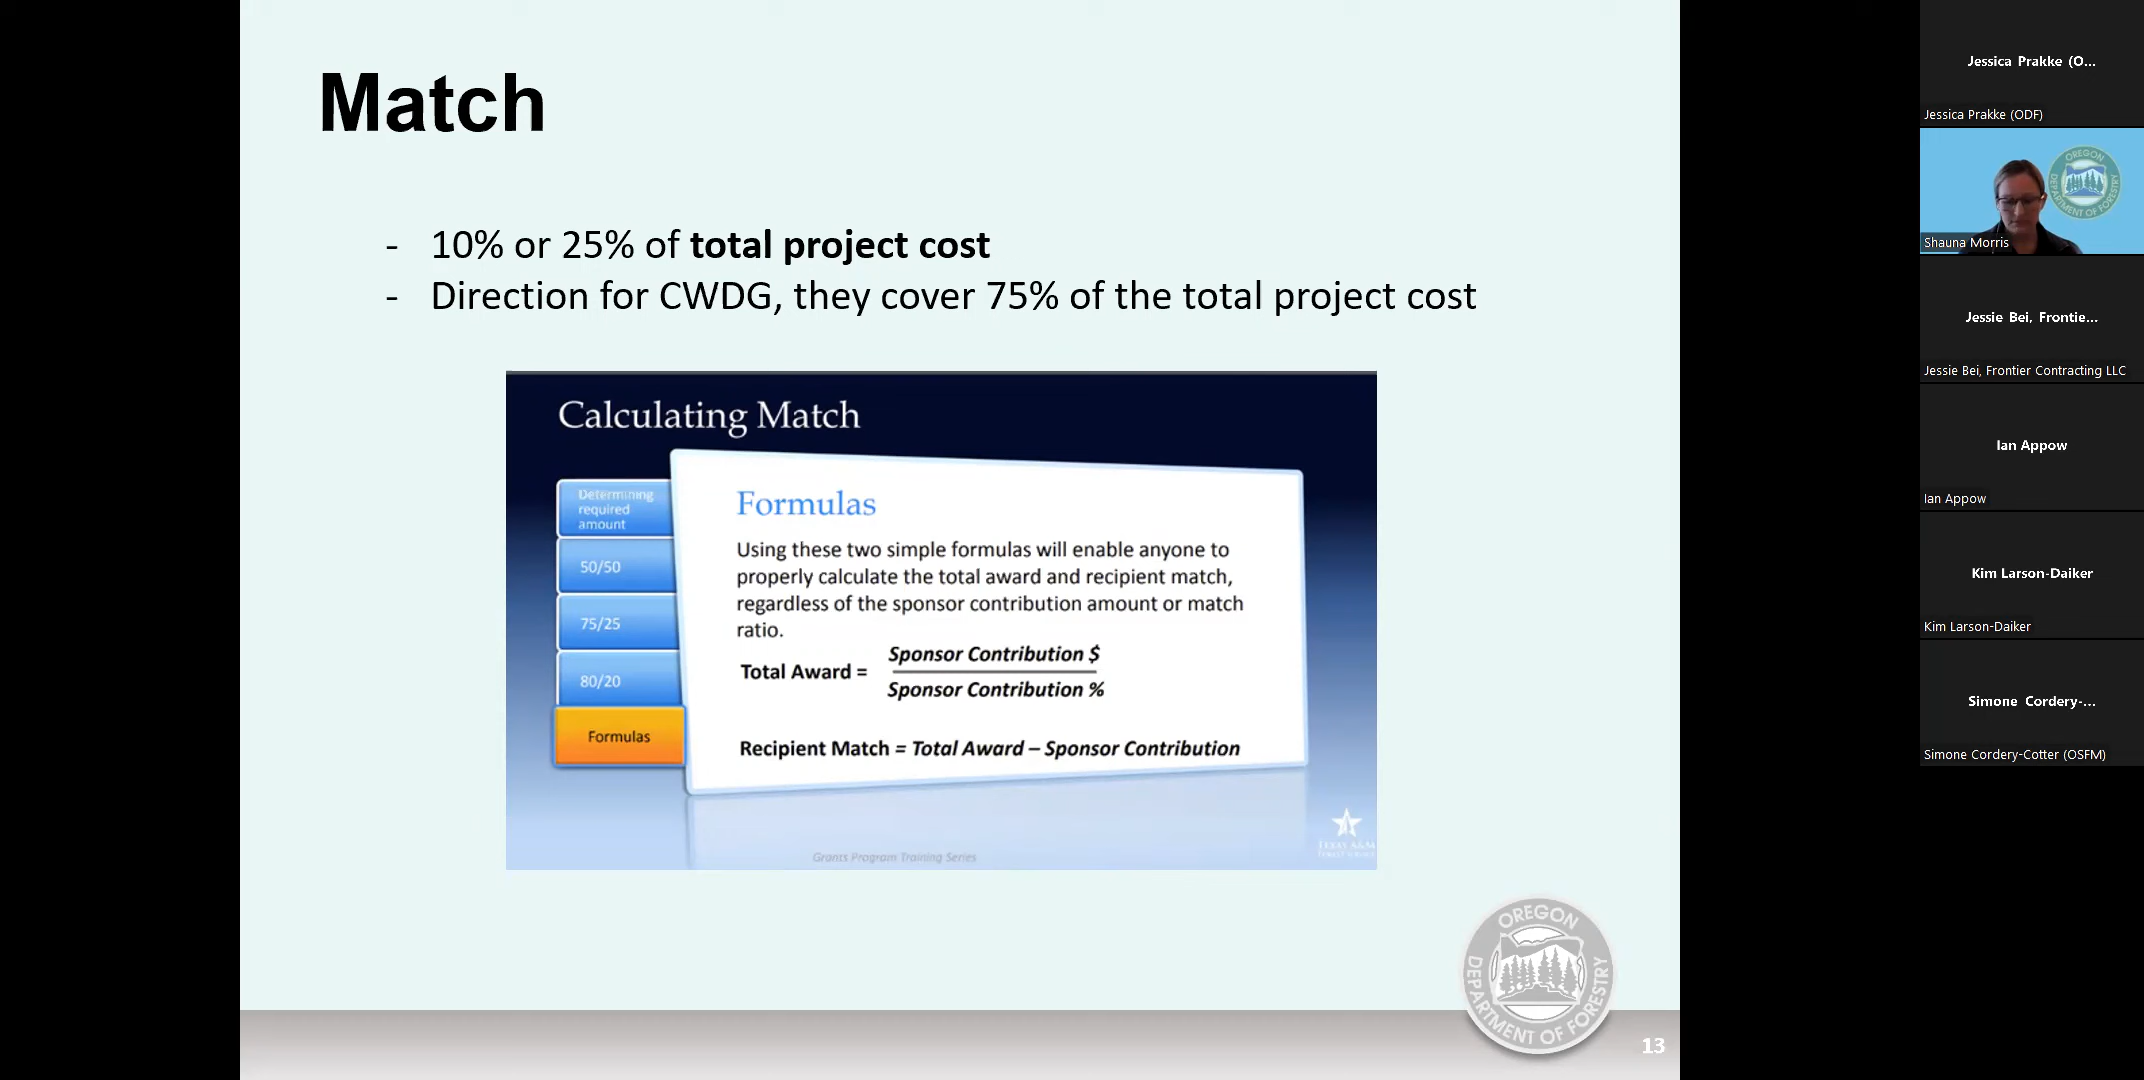 Match
- 10% or 25% of total project cost
- Direction for CWDG, they cover 75% of the total project cost
Calculating Match
Determining
required
amount
50/50
75/25
80/20
Formulas
Formulas
Using these two simple formulas will enable anyone to
properly calculate the total award and recipient match,
regardless of the sponsor contribution amount or match
ratio.
Total Award =
Sponsor Contribution $
Sponsor Contribution %
Recipient Match = Total Award – Sponsor Contribution
Grants Program Training Series
TEXAS A&M
OREGON
DEPARTMENT OF FORESTRY
13
Jessica Prakke (O...
Jessica Prakke (ODF)
OREGON
DEPARTMENT OF FORESTRY
Shauna Morris
Jessie Bei, Frontie...
Jessie Bei, Frontier Contracting LLC
Ian Appow
Ian Appow
Kim Larson-Daiker
Kim Larson-Daiker
Simone Cordery-...
Simone Cordery-Cotter (OSFM)